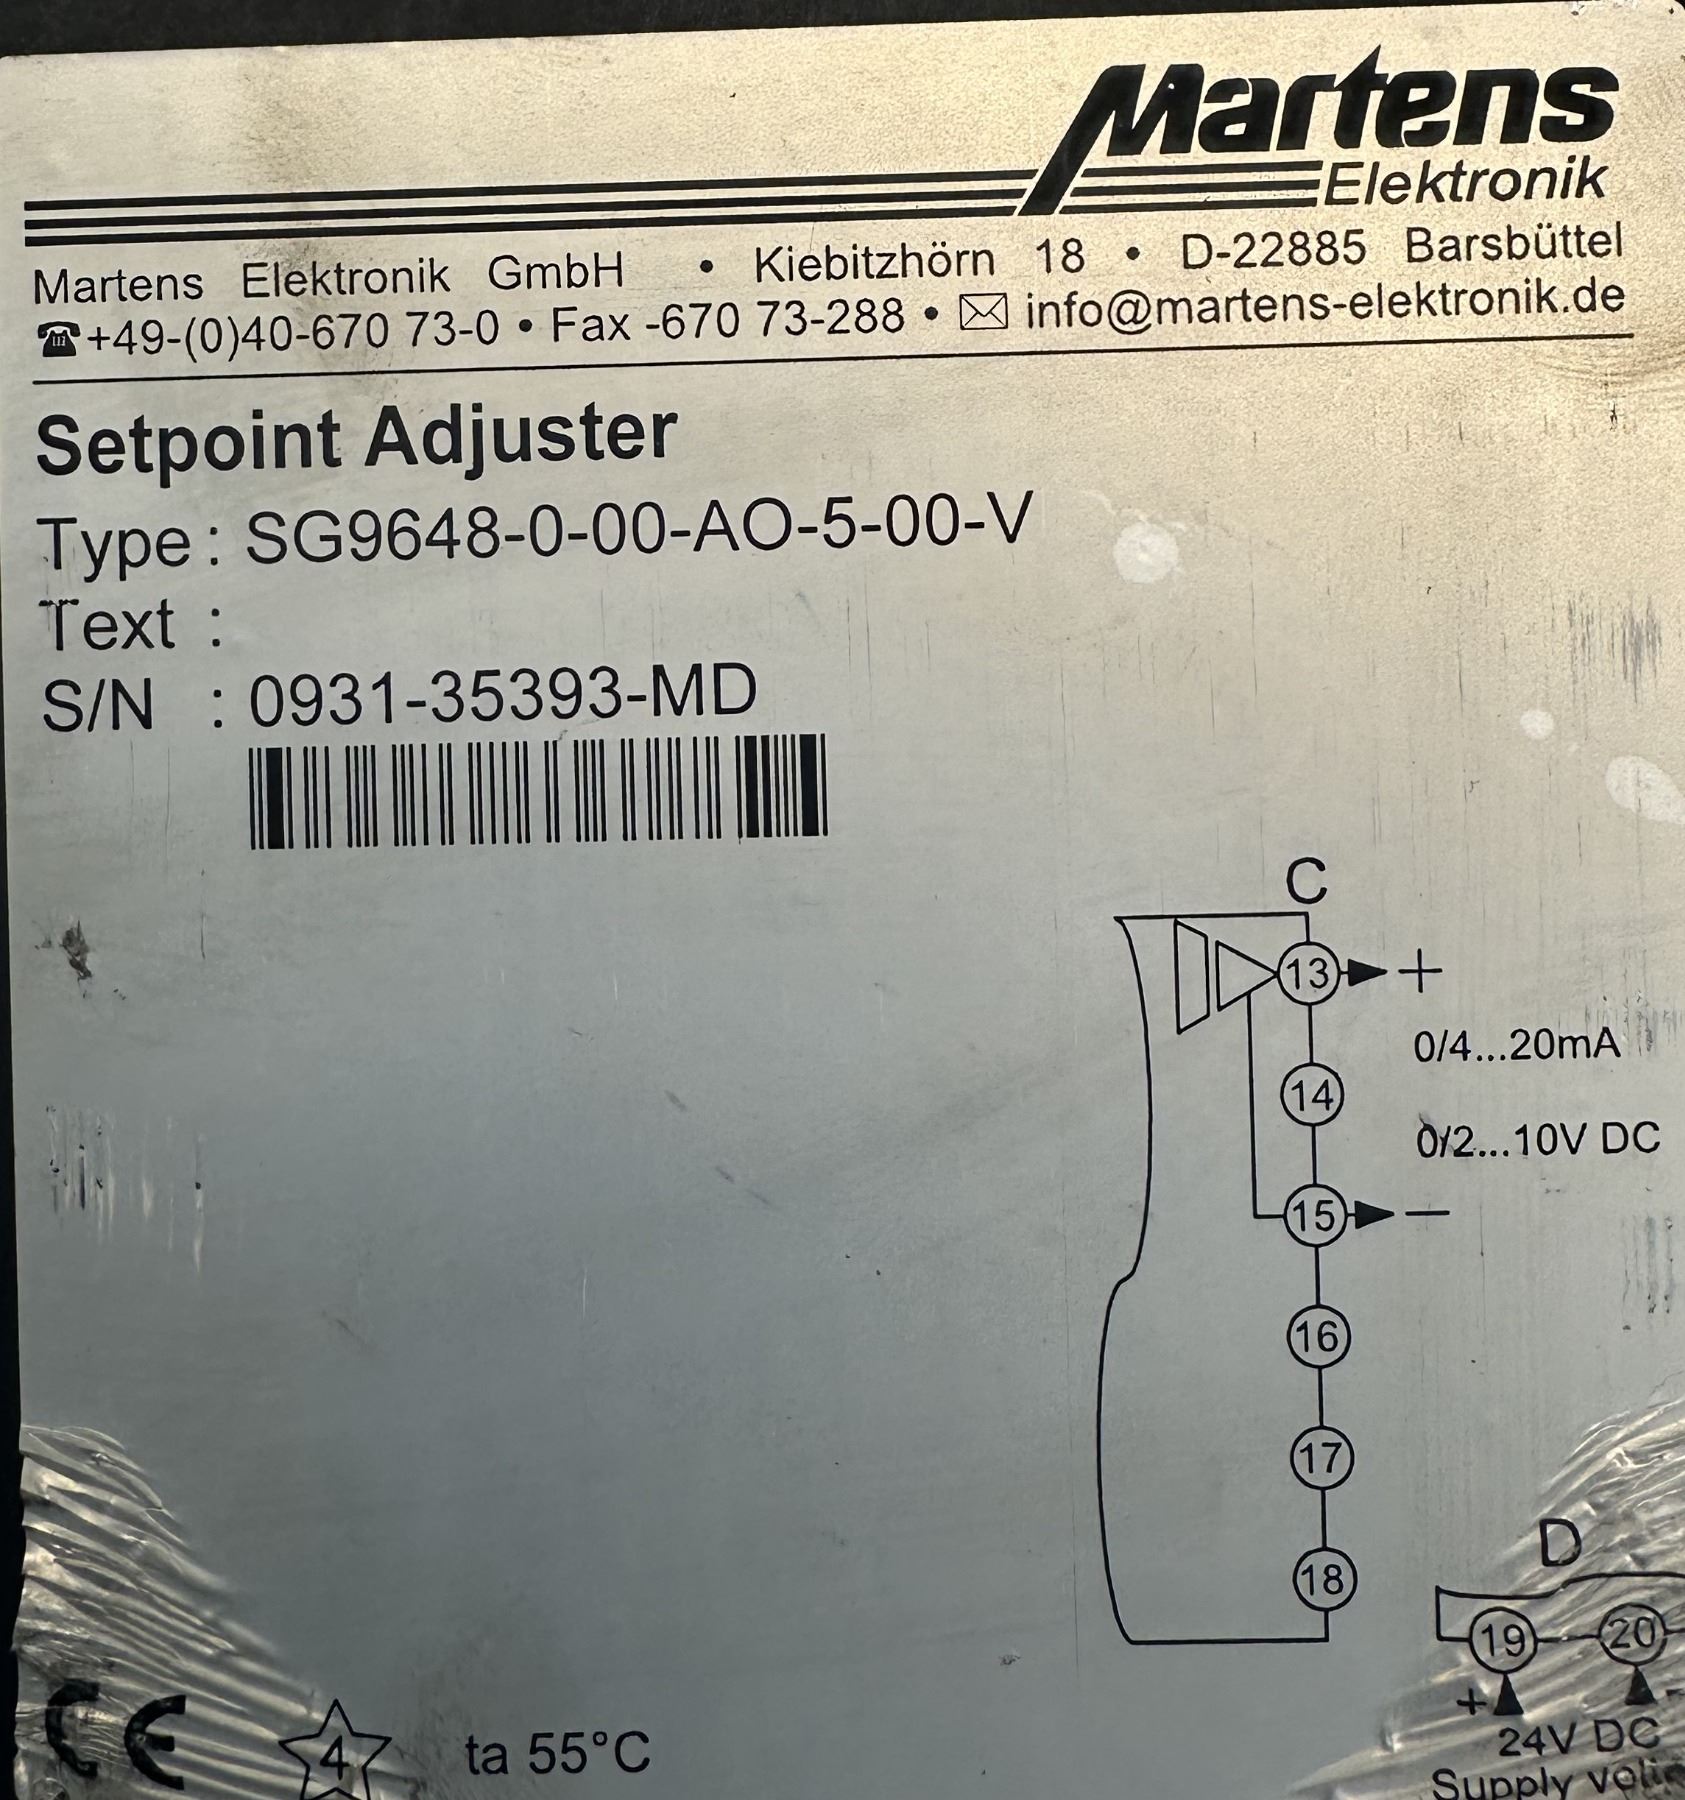 Martens
Elektronik
Martens Elektronik GmbH • Kiebitzhörn 18 • D-22885 Barsbüttel
☎+49-(0)40-670 73-0 • Fax -670 73-288 • ✉ info@martens-elektronik.de
Setpoint Adjuster
Type : SG9648-0-00-AO-5-00-V
Text :
S/N : 0931-35393-MD
C
13 +
0/4...20mA
14
0/2...10V DC
15 −
16
17
18
D
19 20
+ -
24V DC
Supply
CE 4 ta 55°C